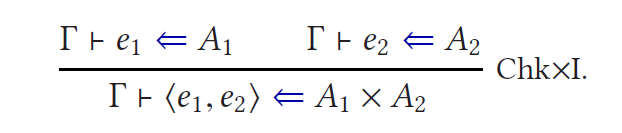 Γ ⊢ e₁ ⇐ A₁ Γ ⊢ e₂ ⇐ A₂
Chk×I.
Γ ⊢ ⟨e₁, e₂⟩ ⇐ A₁ × A₂